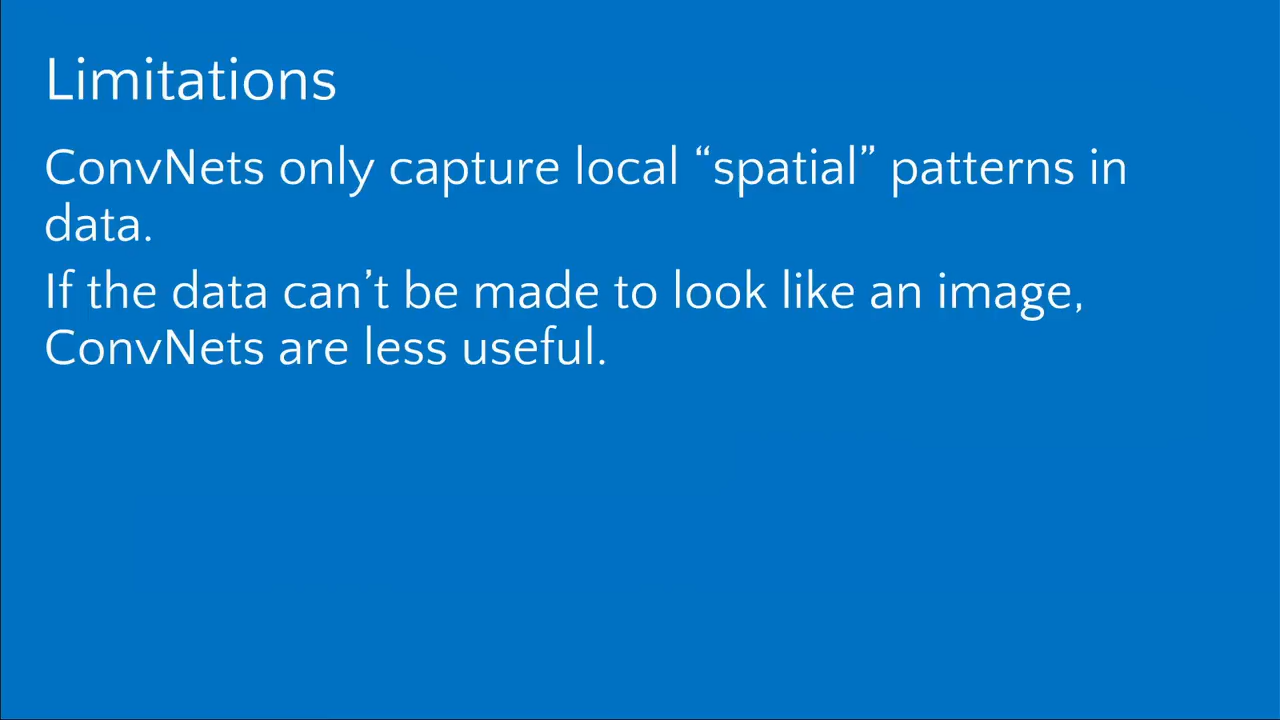 Limitations
ConvNets only capture local “spatial” patterns in
data.
If the data can’t be made to look like an image,
ConvNets are less useful.